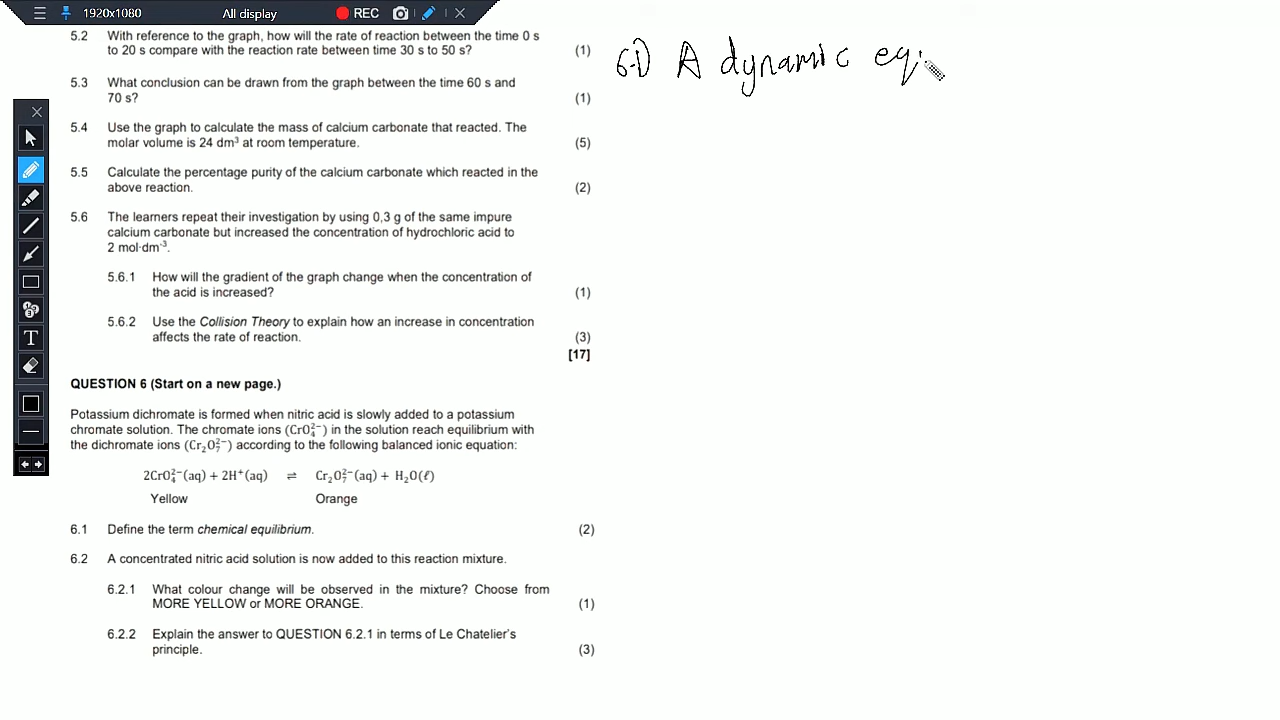 1920x1080 All display REC
5.2 With reference to the graph, how will the rate of reaction between the time 0 s
to 20 s compare with the reaction rate between time 30 s to 50 s? (1)
5.3 What conclusion can be drawn from the graph between the time 60 s and
70 s? (1)
5.4 Use the graph to calculate the mass of calcium carbonate that reacted. The
molar volume is 24 dm³ at room temperature. (5)
5.5 Calculate the percentage purity of the calcium carbonate which reacted in the
above reaction. (2)
5.6 The learners repeat their investigation by using 0,3 g of the same impure
calcium carbonate but increased the concentration of hydrochloric acid to
2 mol·dm⁻³.
5.6.1 How will the gradient of the graph change when the concentration of
the acid is increased? (1)
5.6.2 Use the Collision Theory to explain how an increase in concentration
affects the rate of reaction. (3)
[17]
QUESTION 6 (Start on a new page.)
Potassium dichromate is formed when nitric acid is slowly added to a potassium
chromate solution. The chromate ions (CrO₄²⁻) in the solution reach equilibrium with
the dichromate ions (Cr₂O₇²⁻) according to the following balanced ionic equation:
2CrO₄²⁻(aq) + 2H⁺(aq) ⇌ Cr₂O₇²⁻(aq) + H₂O(ℓ)
Yellow Orange
6.1 Define the term chemical equilibrium. (2)
6.2 A concentrated nitric acid solution is now added to this reaction mixture.
6.2.1 What colour change will be observed in the mixture? Choose from
MORE YELLOW or MORE ORANGE. (1)
6.2.2 Explain the answer to QUESTION 6.2.1 in terms of Le Chatelier's
principle. (3)
6.1) A dynamic equi
T